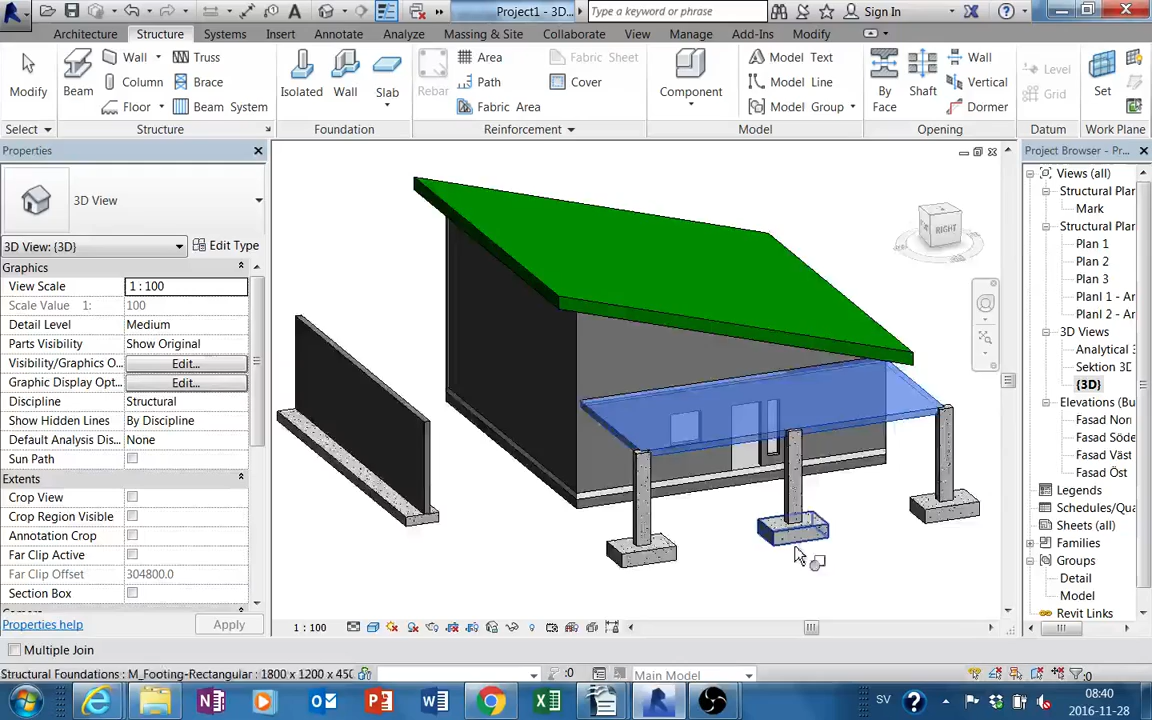 Project1 - 3D...
Type a keyword or phrase
Sign In
Architecture Structure Systems Insert Annotate Analyze Massing & Site Collaborate View Manage Add-Ins Modify
Modify
Beam
Wall
Truss
Column
Brace
Floor
Beam System
Isolated
Wall
Slab
Rebar
Area
Path
Fabric Area
Fabric Sheet
Cover
Component
Model Text
Model Line
Model Group
By Face
Shaft
Wall
Vertical
Dormer
Level
Grid
Set
Select
Structure
Foundation
Reinforcement
Model
Opening
Datum
Work Plane
Properties
3D View
3D View: {3D}
Edit Type
Graphics
View Scale 1 : 100
Scale Value 1: 100
Detail Level Medium
Parts Visibility Show Original
Visibility/Graphics O... Edit...
Graphic Display Opt... Edit...
Discipline Structural
Show Hidden Lines By Discipline
Default Analysis Dis... None
Sun Path
Extents
Crop View
Crop Region Visible
Annotation Crop
Far Clip Active
Far Clip Offset 304800.0
Section Box
Properties help
Apply
RIGHT
Project Browser - Pr...
Views (all)
Structural Plar
Mark
Structural Plar
Plan 1
Plan 2
Plan 3
Planl 1 - Ar
Planl 2 - Ar
3D Views
Analytical 3
Sektion 3D
{3D}
Elevations (Bu
Fasad Non
Fasad Söde
Fasad Väst
Fasad Öst
Legends
Schedules/Qua
Sheets (all)
Families
Groups
Detail
Model
Revit Links
1 : 100
Multiple Join
Structural Foundations : M_Footing-Rectangular : 1800 x 1200 x 450
:0
Main Model
:0
SV
08:40
2016-11-28